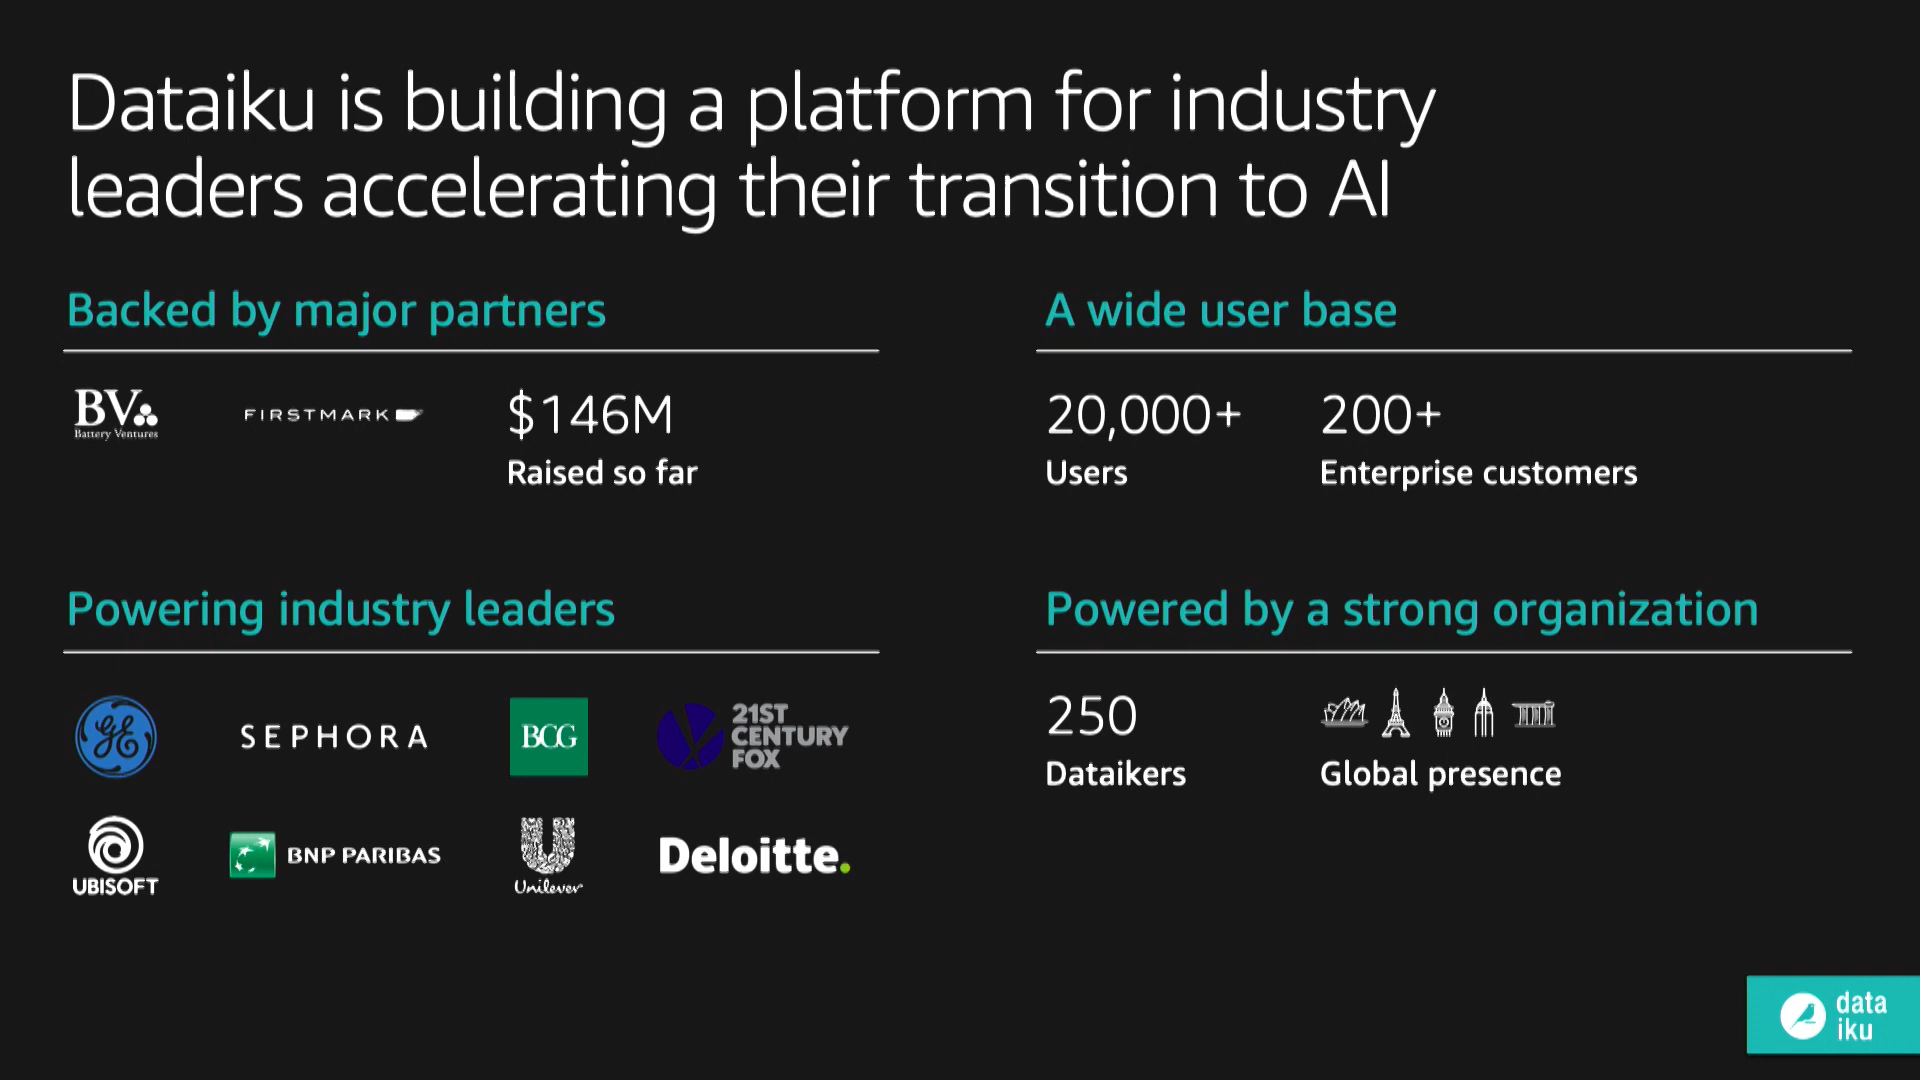 Dataiku is building a platform for industry
leaders accelerating their transition to AI
Backed by major partners
BV
Battery Ventures
FIRSTMARK
$146M
Raised so far
A wide user base
20,000+
Users
200+
Enterprise customers
Powering industry leaders
GE
SEPHORA
BCG
21ST
CENTURY
FOX
UBISOFT
BNP PARIBAS
Unilever
Deloitte.
Powered by a strong organization
250
Dataikers
Global presence
data
iku